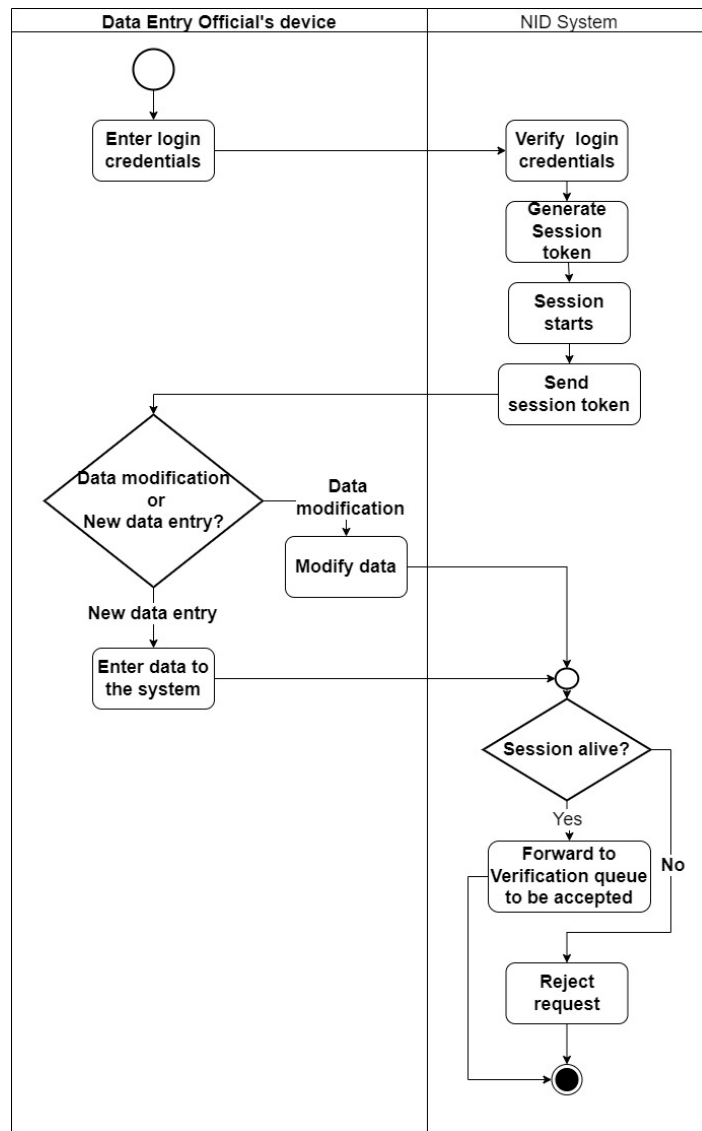 Data Entry Official's device
NID System
Enter login
credentials
Verify login
credentials
Generate
Session
token
Session
starts
Send
session token
Data modification
or
New data entry?
Data
modification
Modify data
New data entry
Enter data to
the system
Session alive?
Yes
No
Forward to
Verification queue
to be accepted
Reject
request